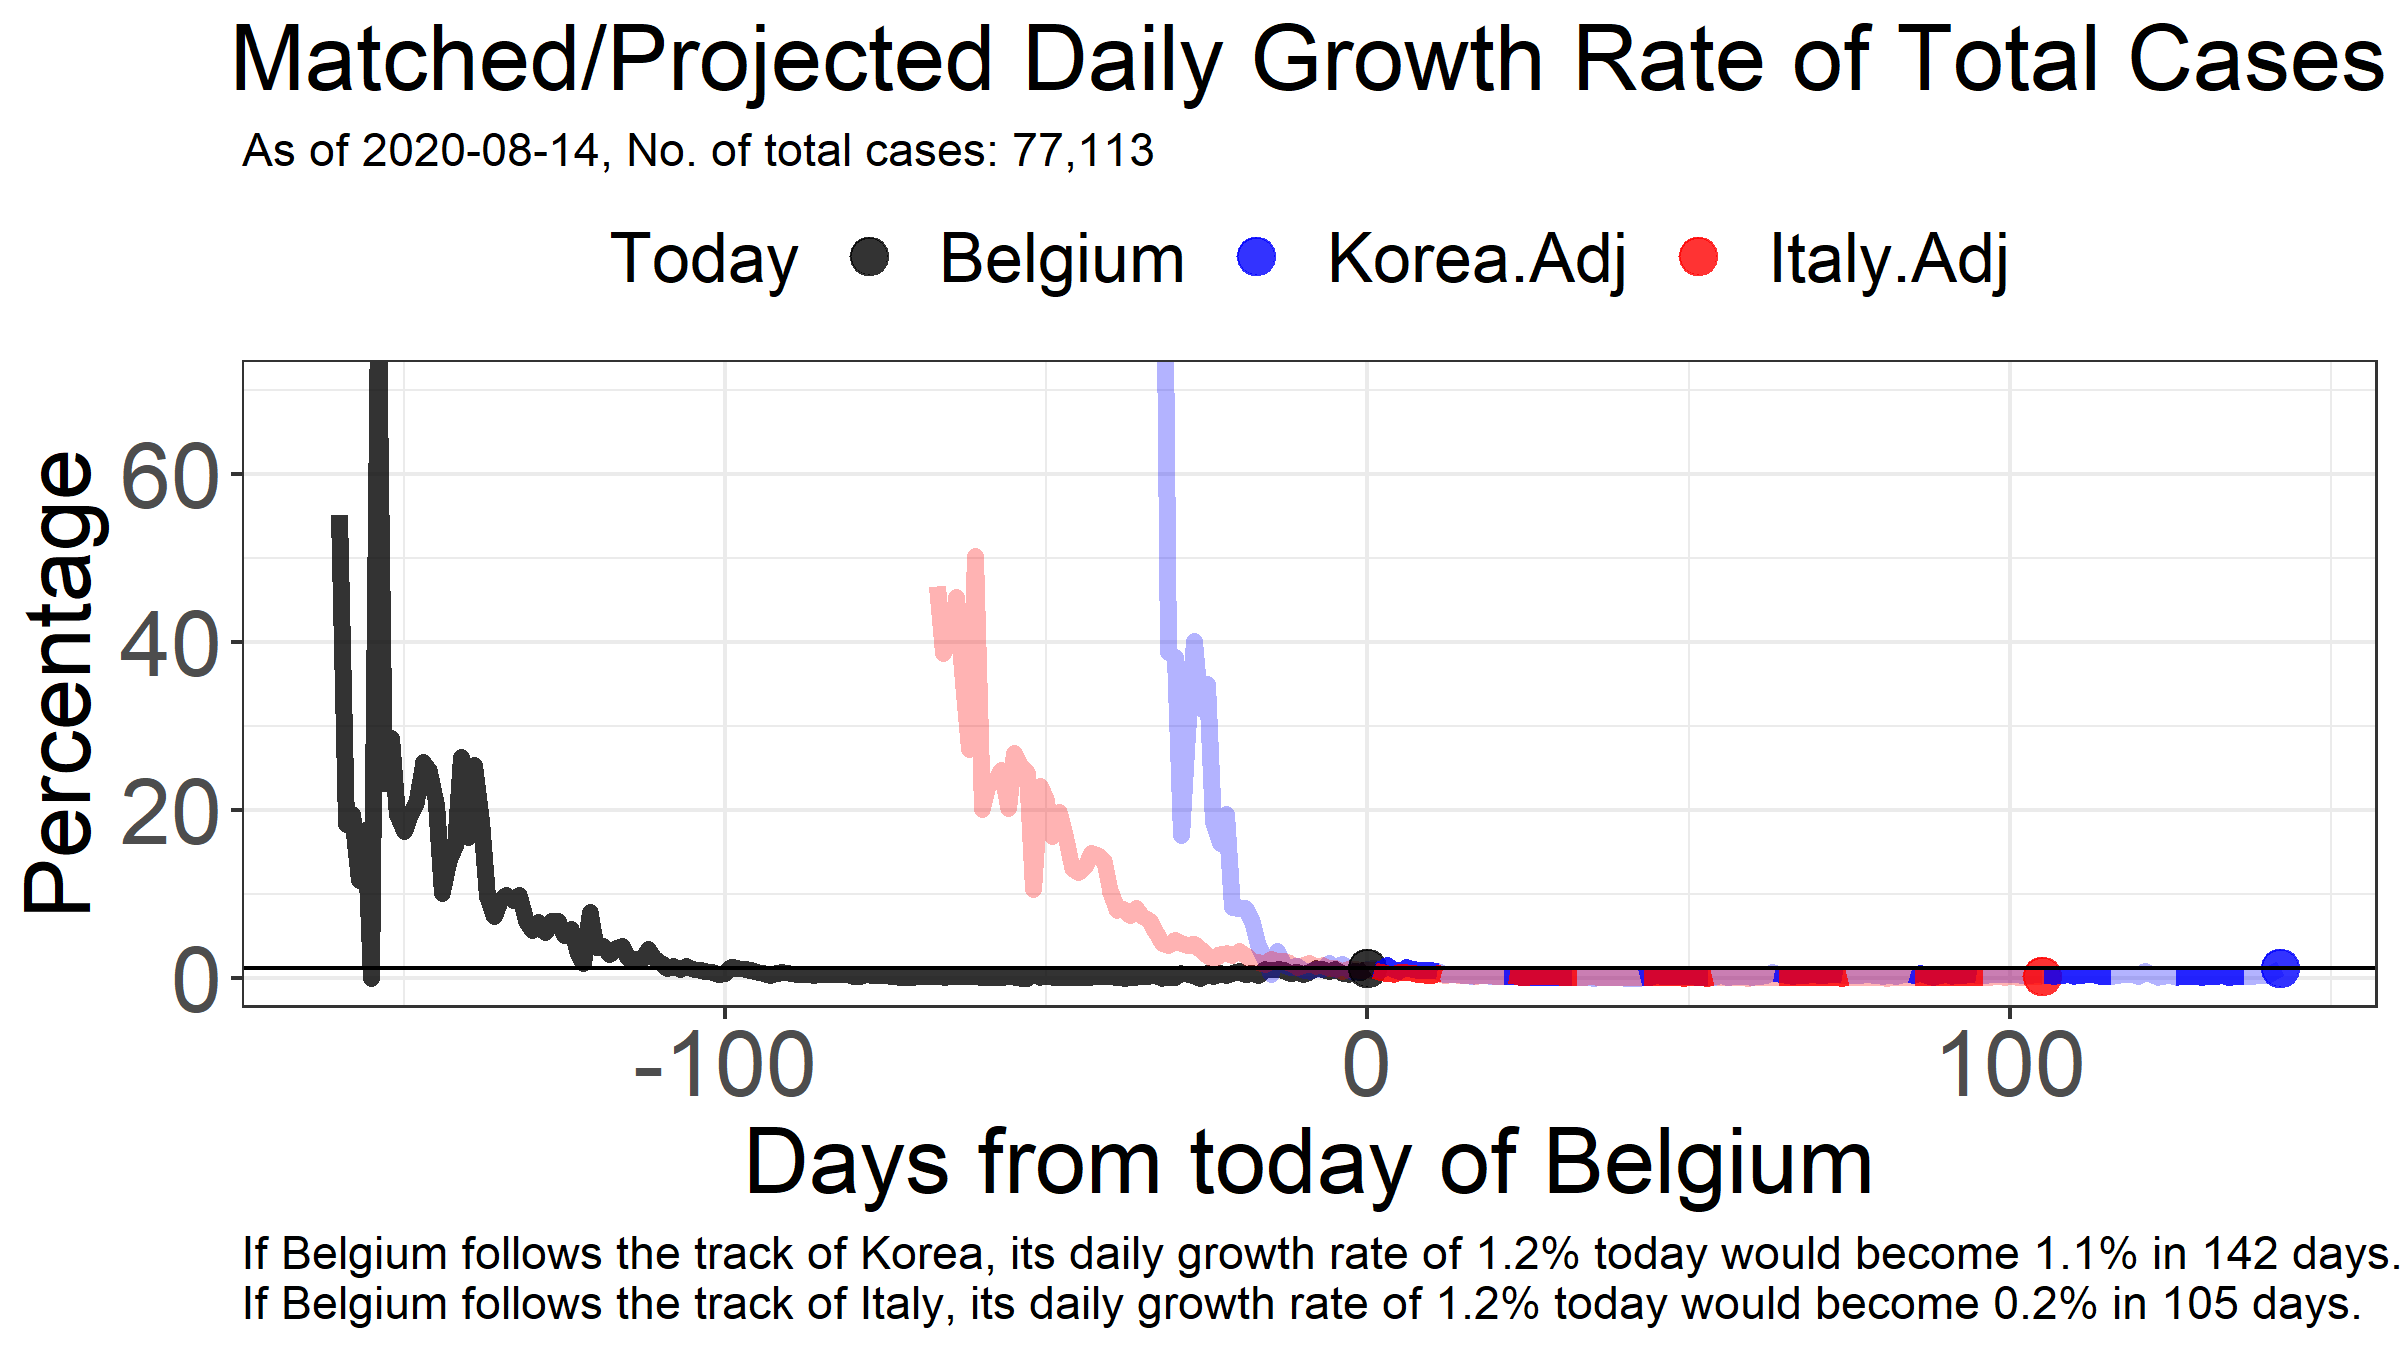 Matched/Projected Daily Growth Rate of Total Cases
As of 2020-08-14, No. of total cases: 77,113
Today Belgium Korea.Adj Italy.Adj
Percentage
60
40
20
0
-100 0 100
Days from today of Belgium
If Belgium follows the track of Korea, its daily growth rate of 1.2% today would become 1.1% in 142 days.
If Belgium follows the track of Italy, its daily growth rate of 1.2% today would become 0.2% in 105 days.